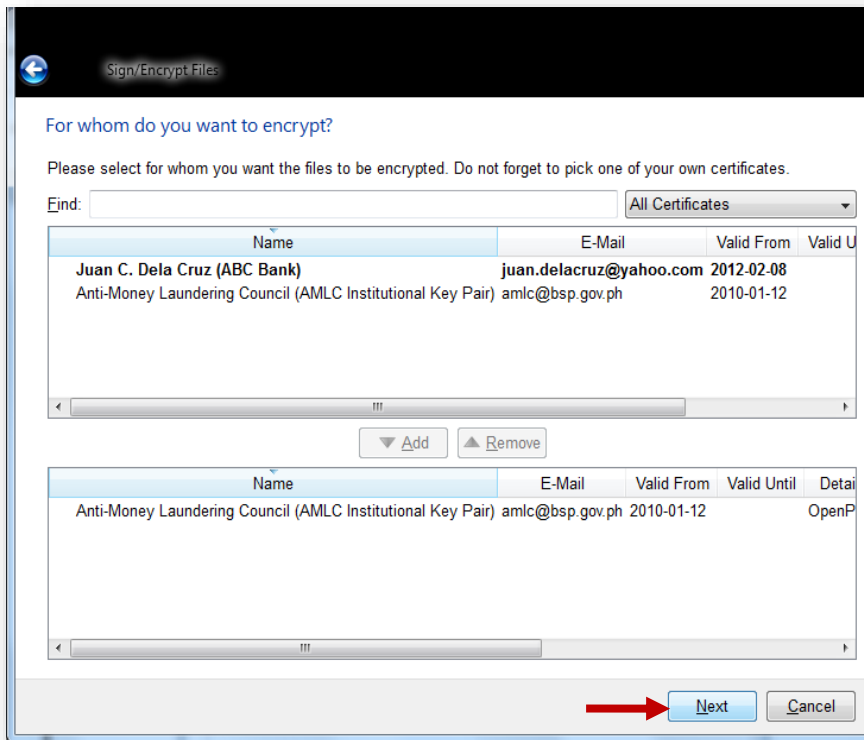 Sign/Encrypt Files
For whom do you want to encrypt?
Please select for whom you want the files to be encrypted. Do not forget to pick one of your own certificates.
Find: All Certificates
Name E-Mail Valid From Valid U
Juan C. Dela Cruz (ABC Bank) juan.delacruz@yahoo.com 2012-02-08
Anti-Money Laundering Council (AMLC Institutional Key Pair) amlc@bsp.gov.ph 2010-01-12
Add Remove
Name E-Mail Valid From Valid Until Detai
Anti-Money Laundering Council (AMLC Institutional Key Pair) amlc@bsp.gov.ph 2010-01-12 OpenP
Next Cancel